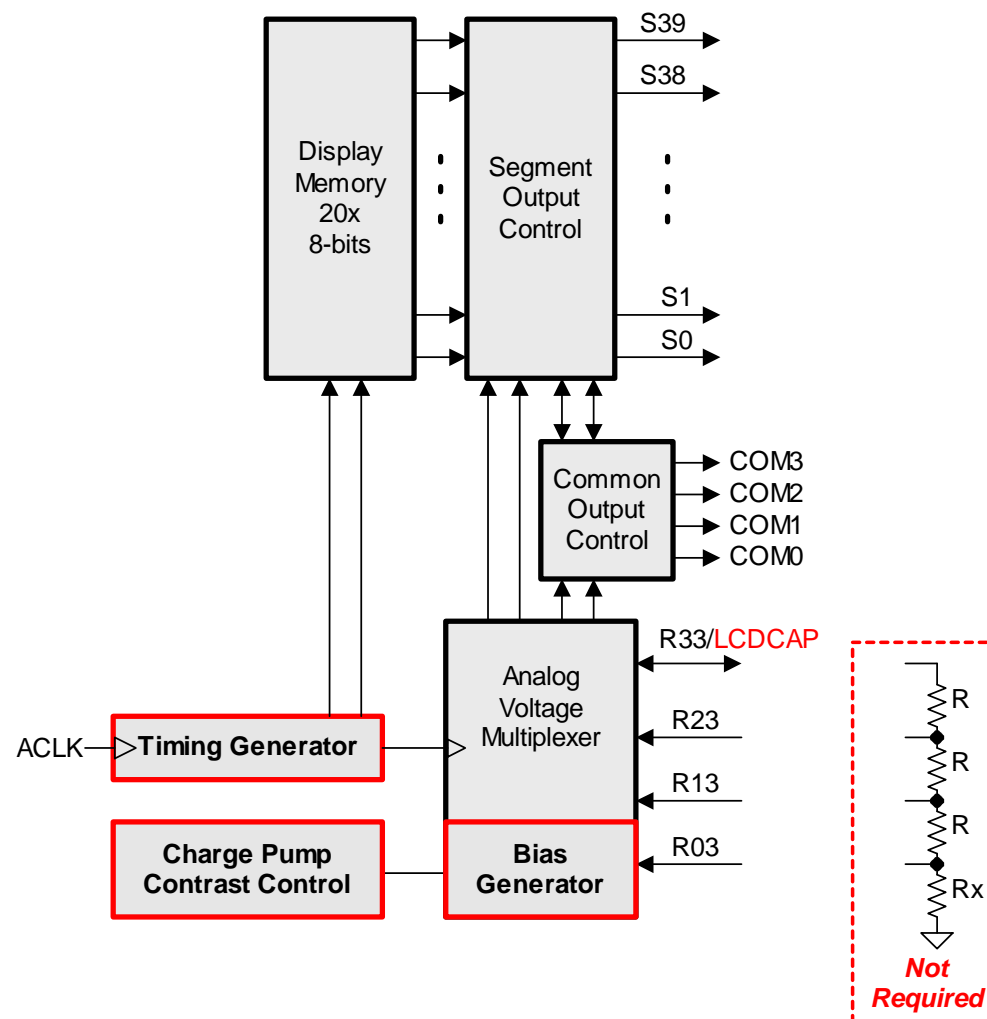 S39
S38
Display
Memory
20x
8-bits
Segment
Output
Control
S1
S0
Common
Output
Control
COM3
COM2
COM1
COM0
R33/LCDCAP
Analog
Voltage
Multiplexer
R
ACLK
Timing Generator
R23
R
R13
R
Charge Pump
Contrast Control
Bias
Generator
R03
Rx
Not
Required